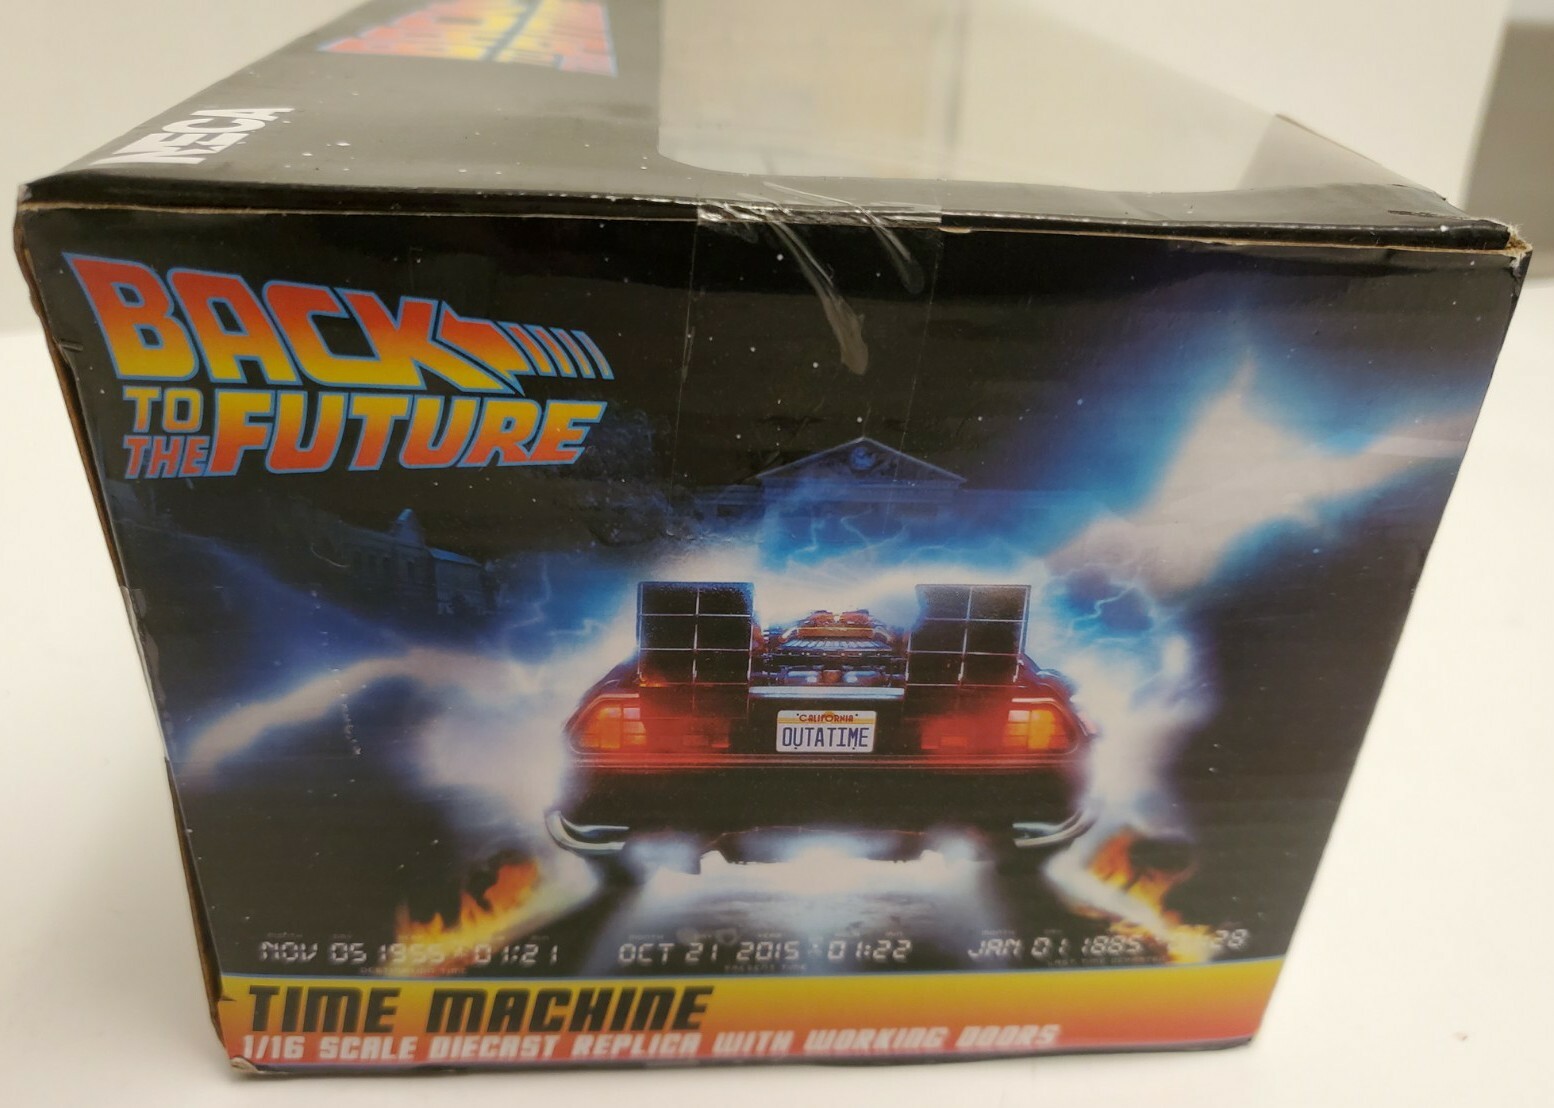 NECA
BACK
TO
THE FUTURE
CALIFORNIA
OUTATIME
NOV 05 1955 01:21
OCT 21 2015 01:22
JAN 01 1885 :28
TIME MACHINE
1/16 SCALE DIECAST REPLICA WITH WORKING DOORS